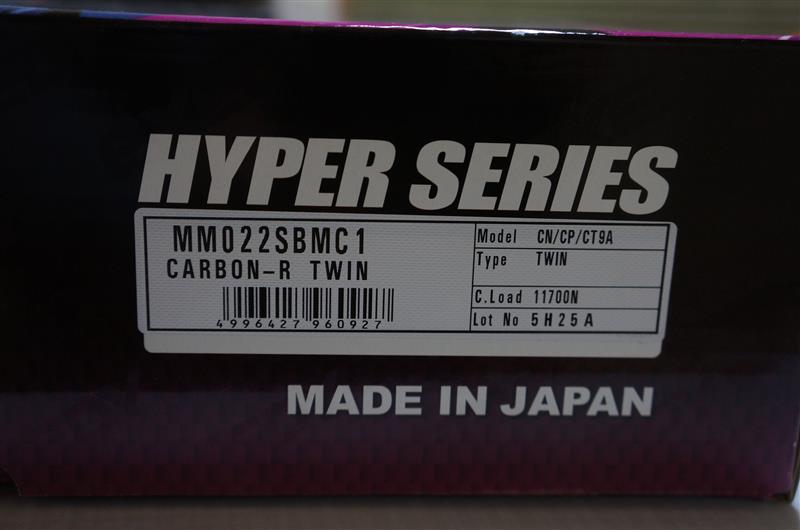 HYPER SERIES
MM022SBMC1
CARBON-R TWIN
4996427 960927
Model CN/CP/CT9A
Type TWIN
C.Load 11700N
Lot No 5H25A
MADE IN JAPAN